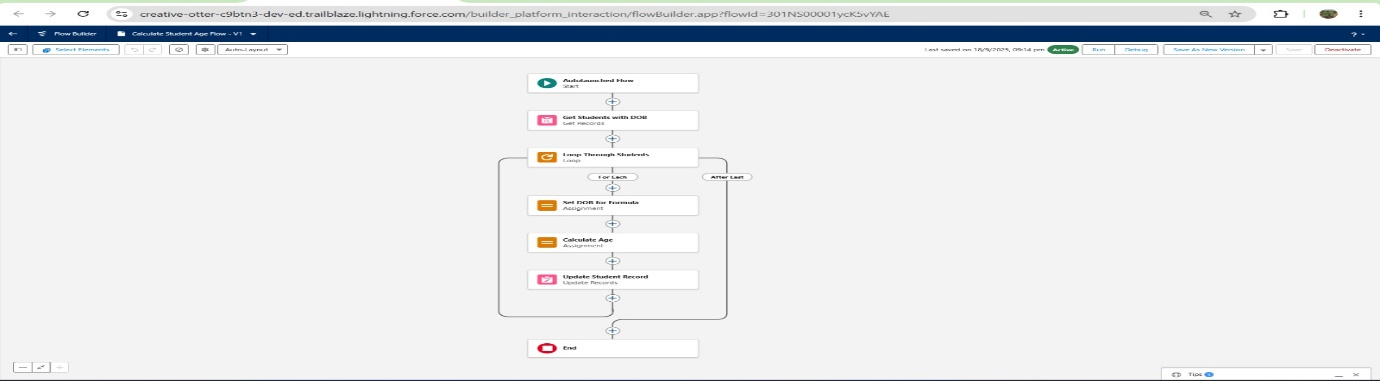 creative-otter-c9btn3-dev-ed.trailblaze.lightning.force.com/builder_platform_interaction/flowBuilder.app?flowId=301NS00001ycK5vYAE
Flow Builder Calculate Student Age Flow - V1 ?
Select Elements Auto-Layout Last saved on 18/9/2025, 09:14 pm Active Run Debug Save As New Version Save Deactivate
Autolaunched Flow
Start
Get Students with DOB
Get Records
Loop Through Students
Loop
For Each After Last
Set DOB for Formula
Assignment
Calculate Age
Assignment
Update Student Record
Update Records
End
Tips